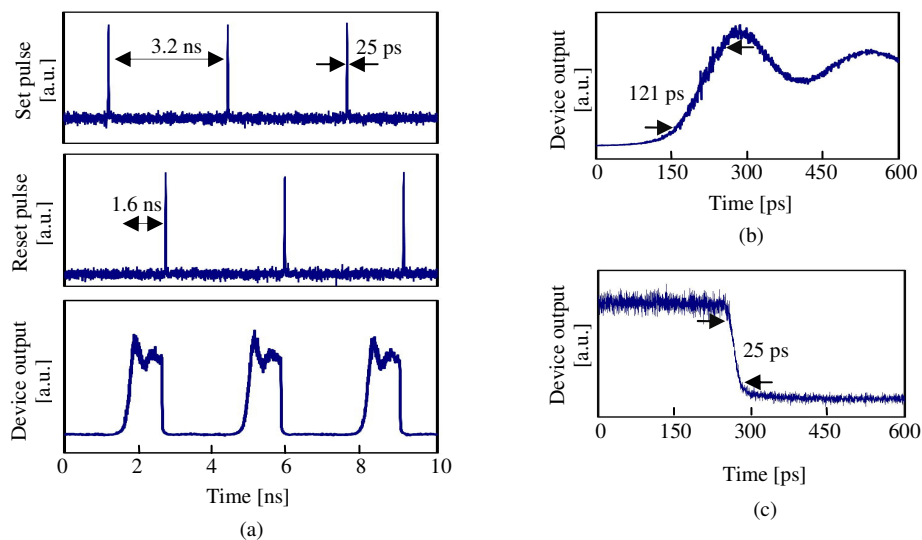 Set pulse
[a.u.]
3.2 ns
25 ps
Reset pulse
[a.u.]
1.6 ns
Device output
[a.u.]
0 2 4 6 8 10
Time [ns]
(a)
Device output
[a.u.]
121 ps
0 150 300 450 600
Time [ps]
(b)
Device output
[a.u.]
25 ps
0 150 300 450 600
Time [ps]
(c)